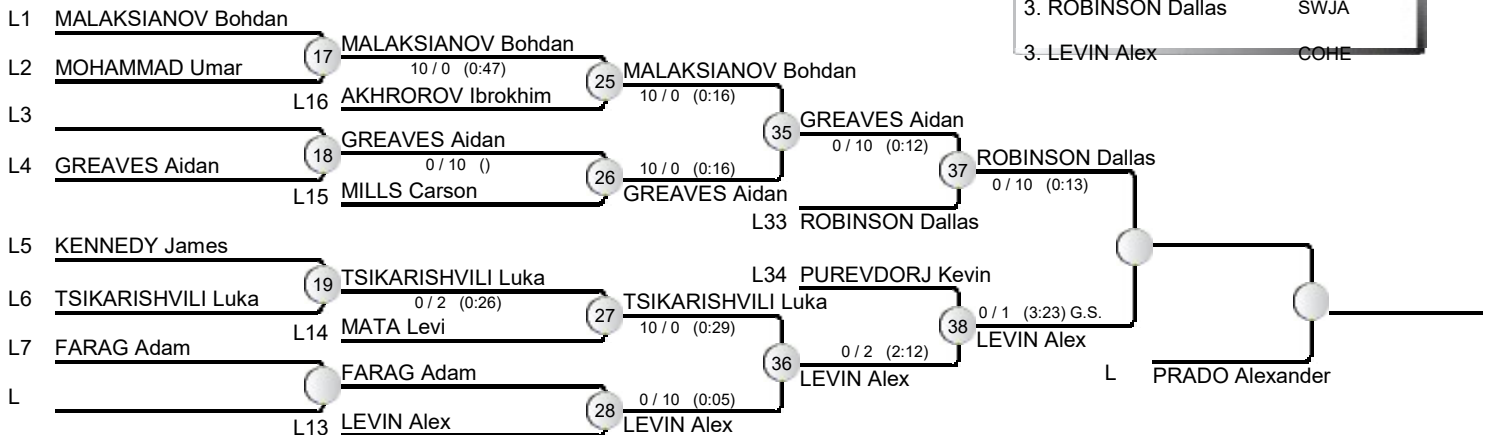 3. ROBINSON Dallas SWJA
3. LEVIN Alex COHE
L1 MALAKSIANOV Bohdan
17
MALAKSIANOV Bohdan
10 / 0 (0:47)
L2 MOHAMMAD Umar
25
MALAKSIANOV Bohdan
10 / 0 (0:16)
L16 AKHROROV Ibrokhim
L3
35
GREAVES Aidan
0 / 10 (0:12)
18
GREAVES Aidan
0 / 10 ()
L4 GREAVES Aidan
26
10 / 0 (0:16)
GREAVES Aidan
37
ROBINSON Dallas
0 / 10 (0:13)
L15 MILLS Carson
L33 ROBINSON Dallas
L5 KENNEDY James
19
TSIKARISHVILI Luka
0 / 2 (0:26)
L34 PUREVDORJ Kevin
L6 TSIKARISHVILI Luka
27
TSIKARISHVILI Luka
10 / 0 (0:29)
38
0 / 1 (3:23) G.S.
LEVIN Alex
L14 MATA Levi
L7 FARAG Adam
36
0 / 2 (2:12)
LEVIN Alex
L PRADO Alexander
FARAG Adam
L
28
0 / 10 (0:05)
LEVIN Alex
L13 LEVIN Alex